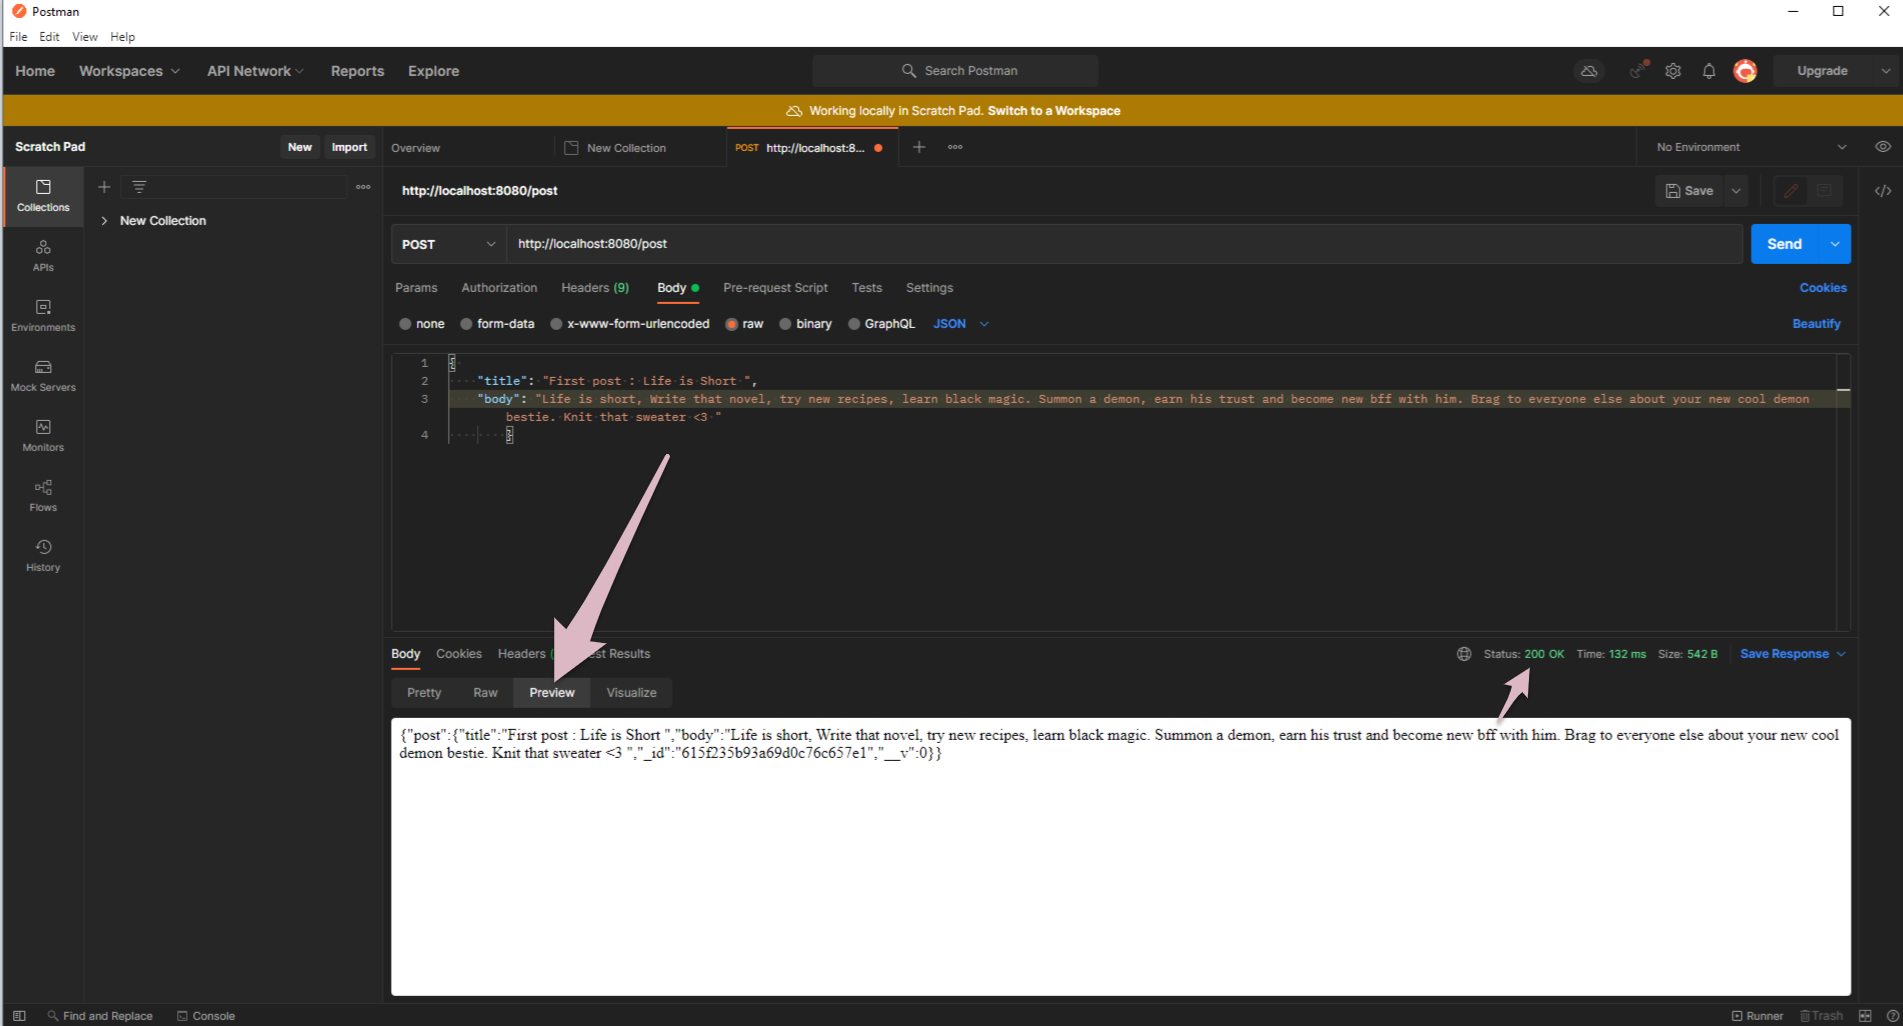 Postman
File Edit View Help
Home Workspaces API Network Reports Explore
Search Postman
Upgrade
Working locally in Scratch Pad. Switch to a Workspace
Scratch Pad
New Import
Overview
New Collection
POST http://localhost:8...
No Environment
Collections
New Collection
http://localhost:8080/post
Save
</>
APIs
POST
http://localhost:8080/post
Send
Params Authorization Headers (9) Body Pre-request Script Tests Settings
Cookies
Environments
none form-data x-www-form-urlencoded raw binary GraphQL JSON
Beautify
Mock Servers
Monitors
Flows
History
1 {
2 "title": "First post : Life is Short ",
3 "body": "Life is short, Write that novel, try new recipes, learn black magic. Summon a demon, earn his trust and become new bff with him. Brag to everyone else about your new cool demon
bestie. Knit that sweater <3 "
4 }
Body Cookies Headers ( st Results
Status: 200 OK Time: 132 ms Size: 542 B Save Response
Pretty Raw Preview Visualize
{"post":{"title":"First post : Life is Short ","body":"Life is short, Write that novel, try new recipes, learn black magic. Summon a demon, earn his trust and become new bff with him. Brag to everyone else about your new cool
demon bestie. Knit that sweater <3 ","_id":"615f235b93a69d0c76c657e1","__v":0}}
Find and Replace Console
Runner Trash